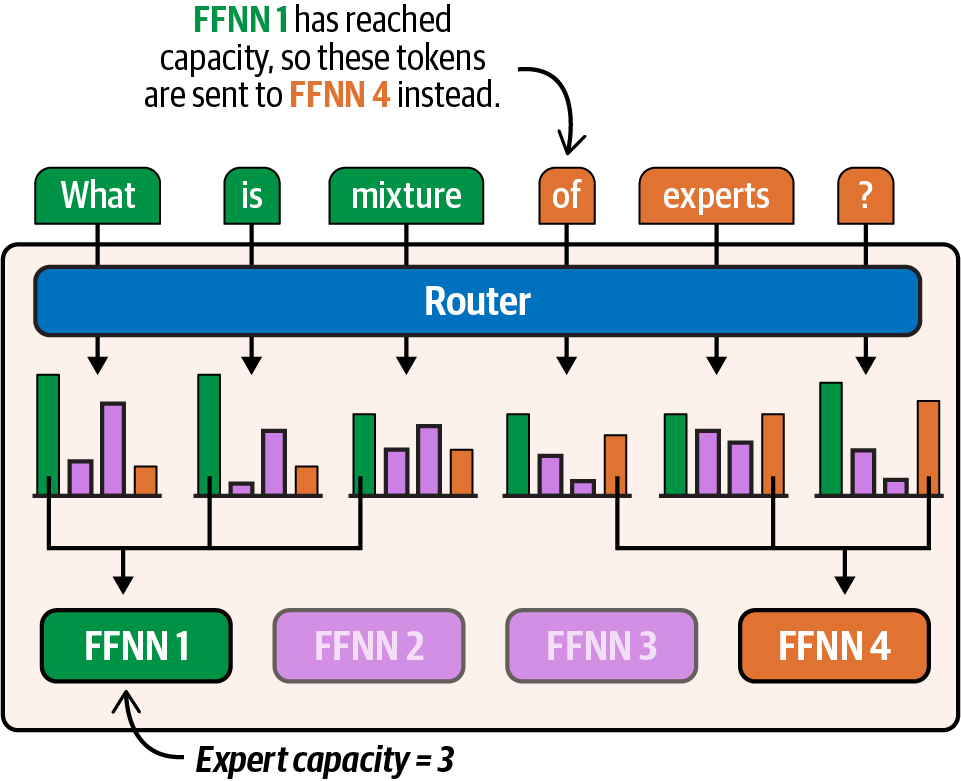 FFNN 1 has reached
capacity, so these tokens
are sent to FFNN 4 instead.
What is mixture of experts ?
Router
FFNN 1 FFNN 2 FFNN 3 FFNN 4
Expert capacity = 3